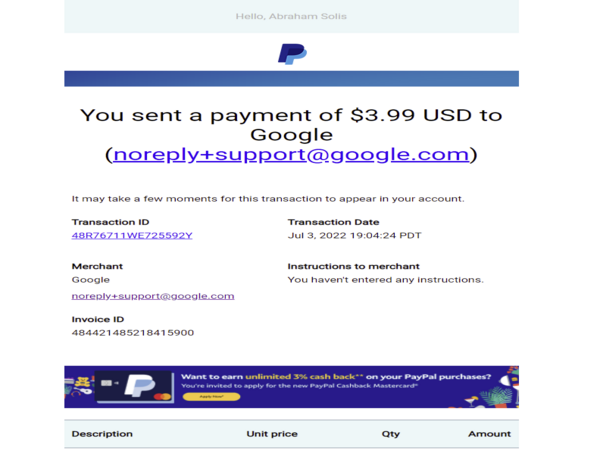 Hello, Abraham Solis
You sent a payment of $3.99 USD to
Google
(noreply+support@google.com)
It may take a few moments for this transaction to appear in your account.
Transaction ID
48R76711WE725592Y
Transaction Date
Jul 3, 2022 19:04:24 PDT
Merchant
Google
noreply+support@google.com
Instructions to merchant
You haven't entered any instructions.
Invoice ID
484421485218415900
Want to earn unlimited 3% cash back** on your PayPal purchases?
You're invited to apply for the new PayPal Cashback Mastercard®
Apply Now*
Description Unit price Qty Amount